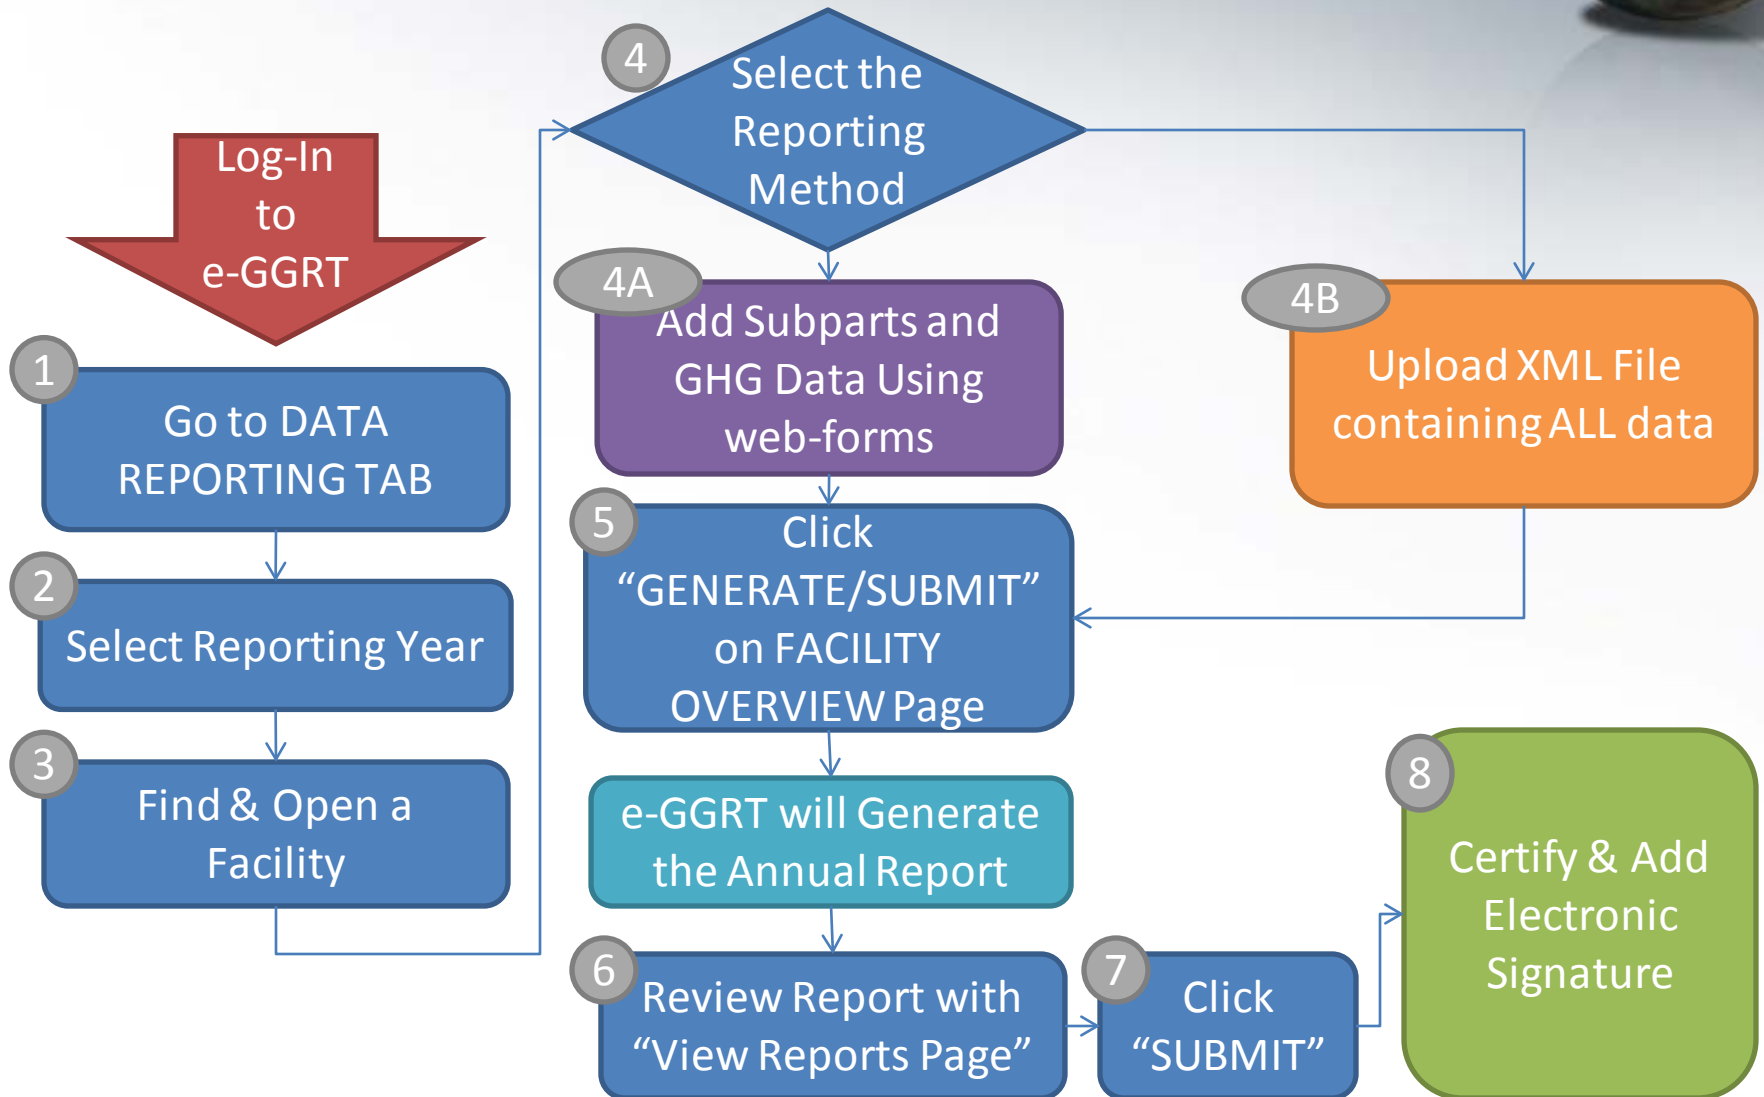 Log-In
to
e-GGRT
1
Go to DATA
REPORTING TAB
2
Select Reporting Year
3
Find & Open a
Facility
4
Select the
Reporting
Method
4A
Add Subparts and
GHG Data Using
web-forms
4B
Upload XML File
containing ALL data
5
Click
“GENERATE/SUBMIT”
on FACILITY
OVERVIEW Page
e-GGRT will Generate
the Annual Report
6
Review Report with
“View Reports Page”
7
Click
“SUBMIT”
8
Certify & Add
Electronic
Signature